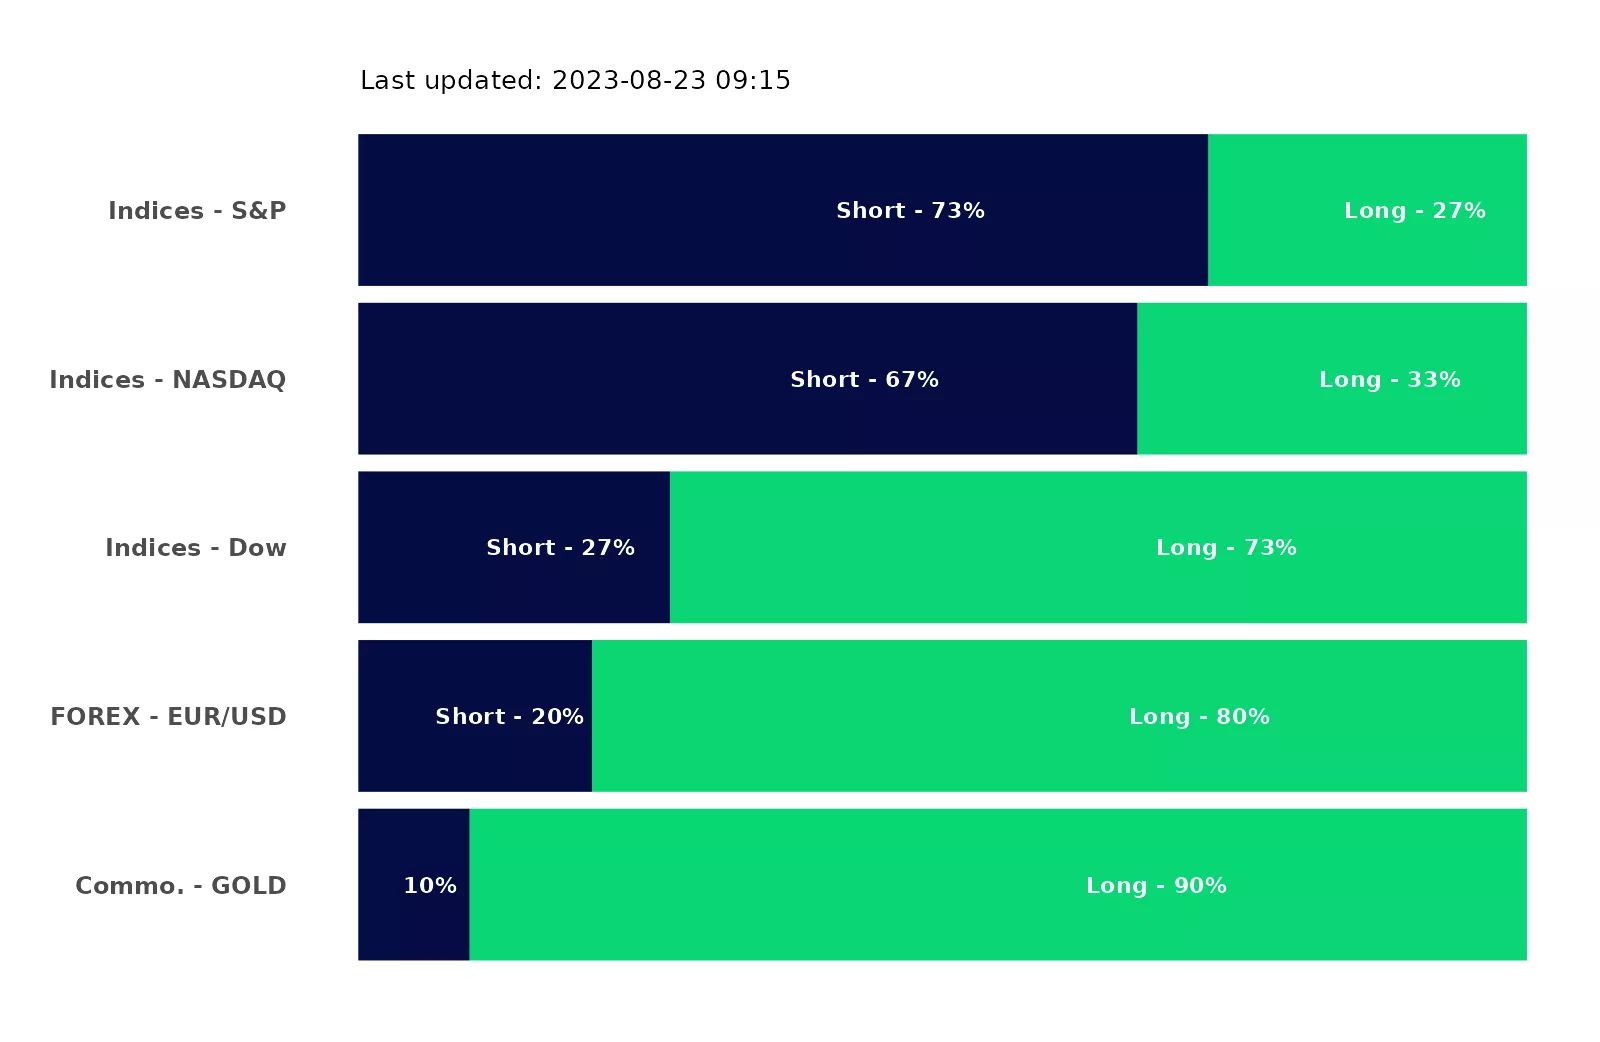 Last updated: 2023-08-23 09:15
Indices - S&P Short - 73% Long - 27%
Indices - NASDAQ Short - 67% Long - 33%
Indices - Dow Short - 27% Long - 73%
FOREX - EUR/USD Short - 20% Long - 80%
Commo. - GOLD 10% Long - 90%